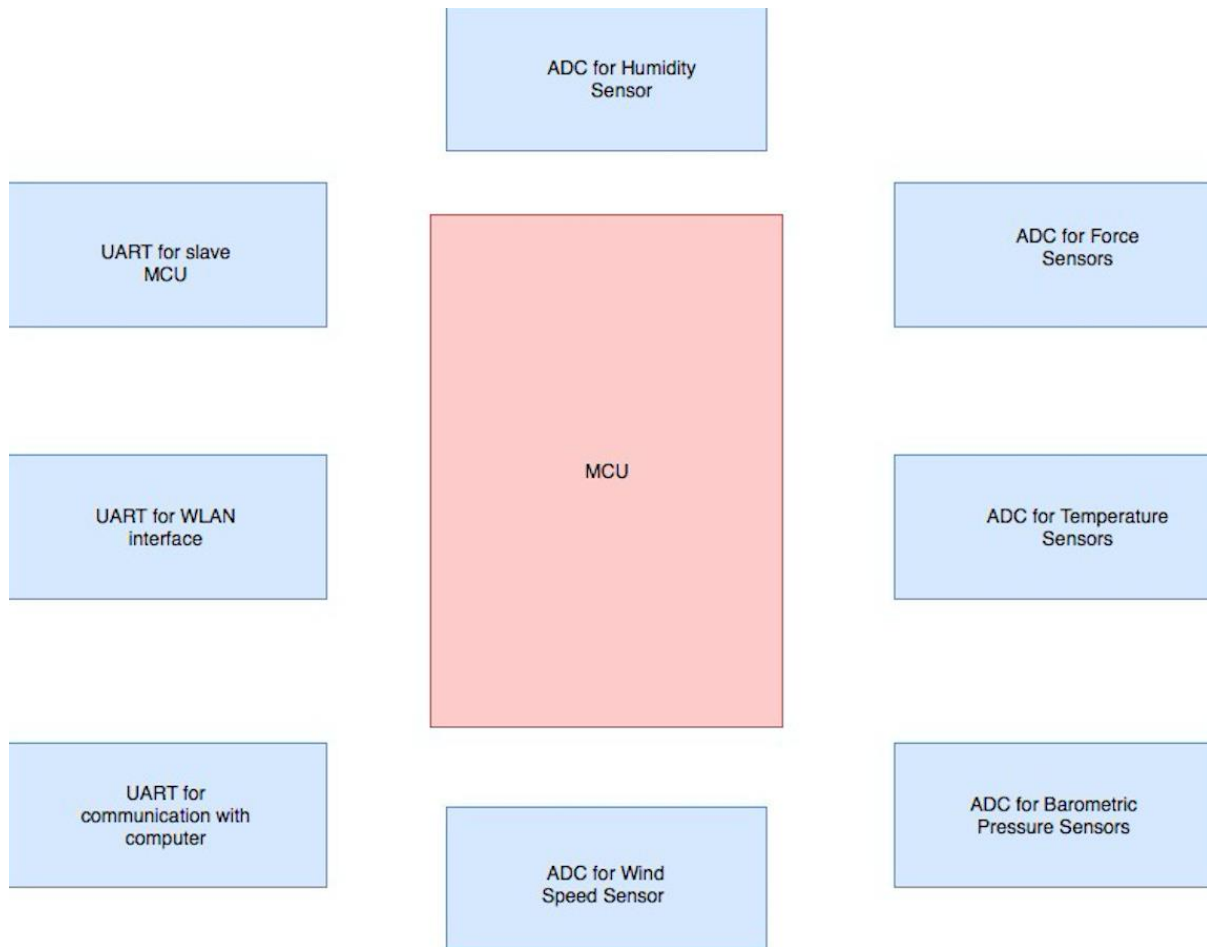 ADC for Humidity
Sensor
UART for slave
MCU
ADC for Force
Sensors
MCU
UART for WLAN
interface
ADC for Temperature
Sensors
UART for
communication with
computer
ADC for Wind
Speed Sensor
ADC for Barometric
Pressure Sensors